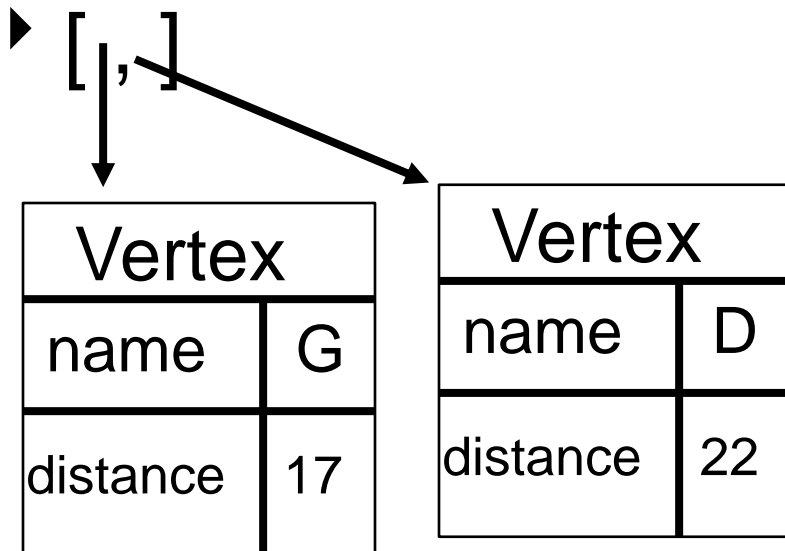 [ , ]
Vertex
name G
distance 17
Vertex
name D
distance 22